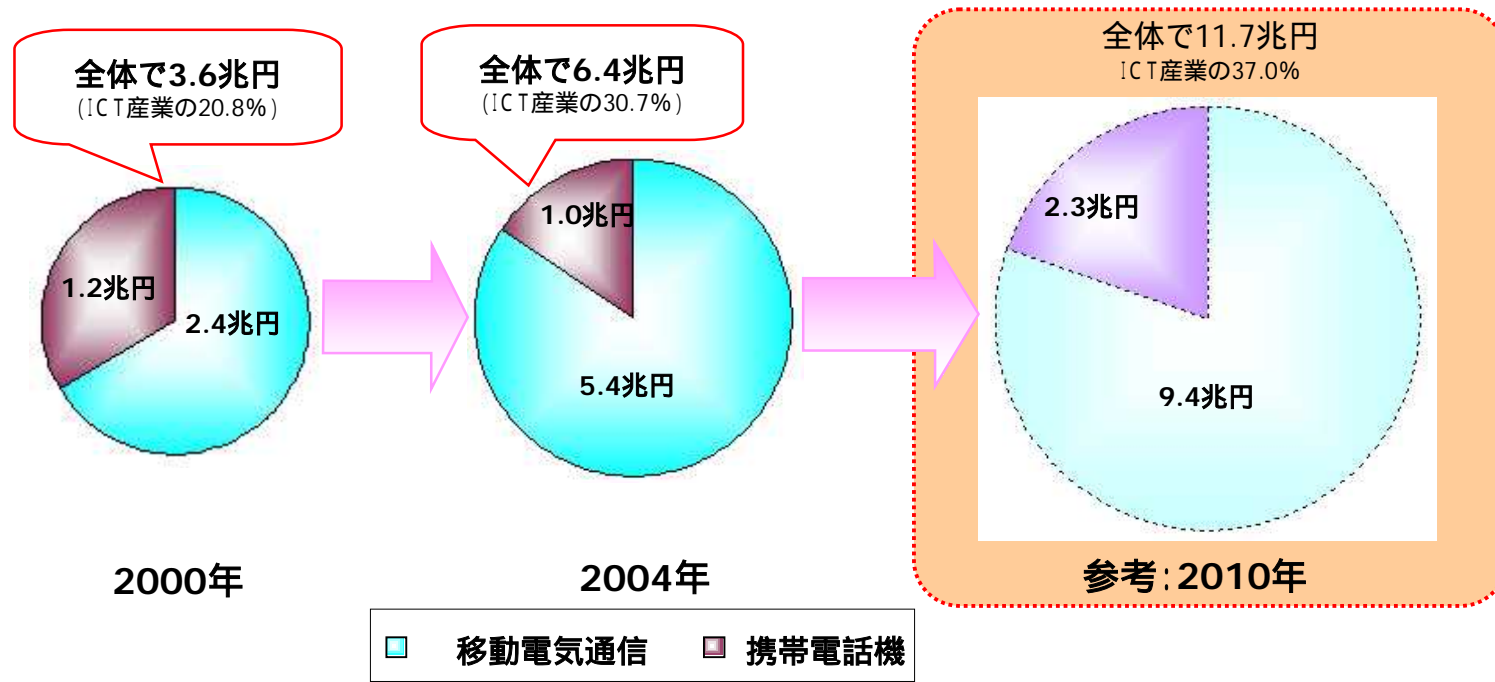 全体で3.6兆円
(ICT産業の20.8%)
1.2兆円
2.4兆円
2000年
全体で6.4兆円
(ICT産業の30.7%)
1.0兆円
5.4兆円
2004年
全体で11.7兆円
ICT産業の37.0%
2.3兆円
9.4兆円
参考:2010年
移動電気通信
携帯電話機